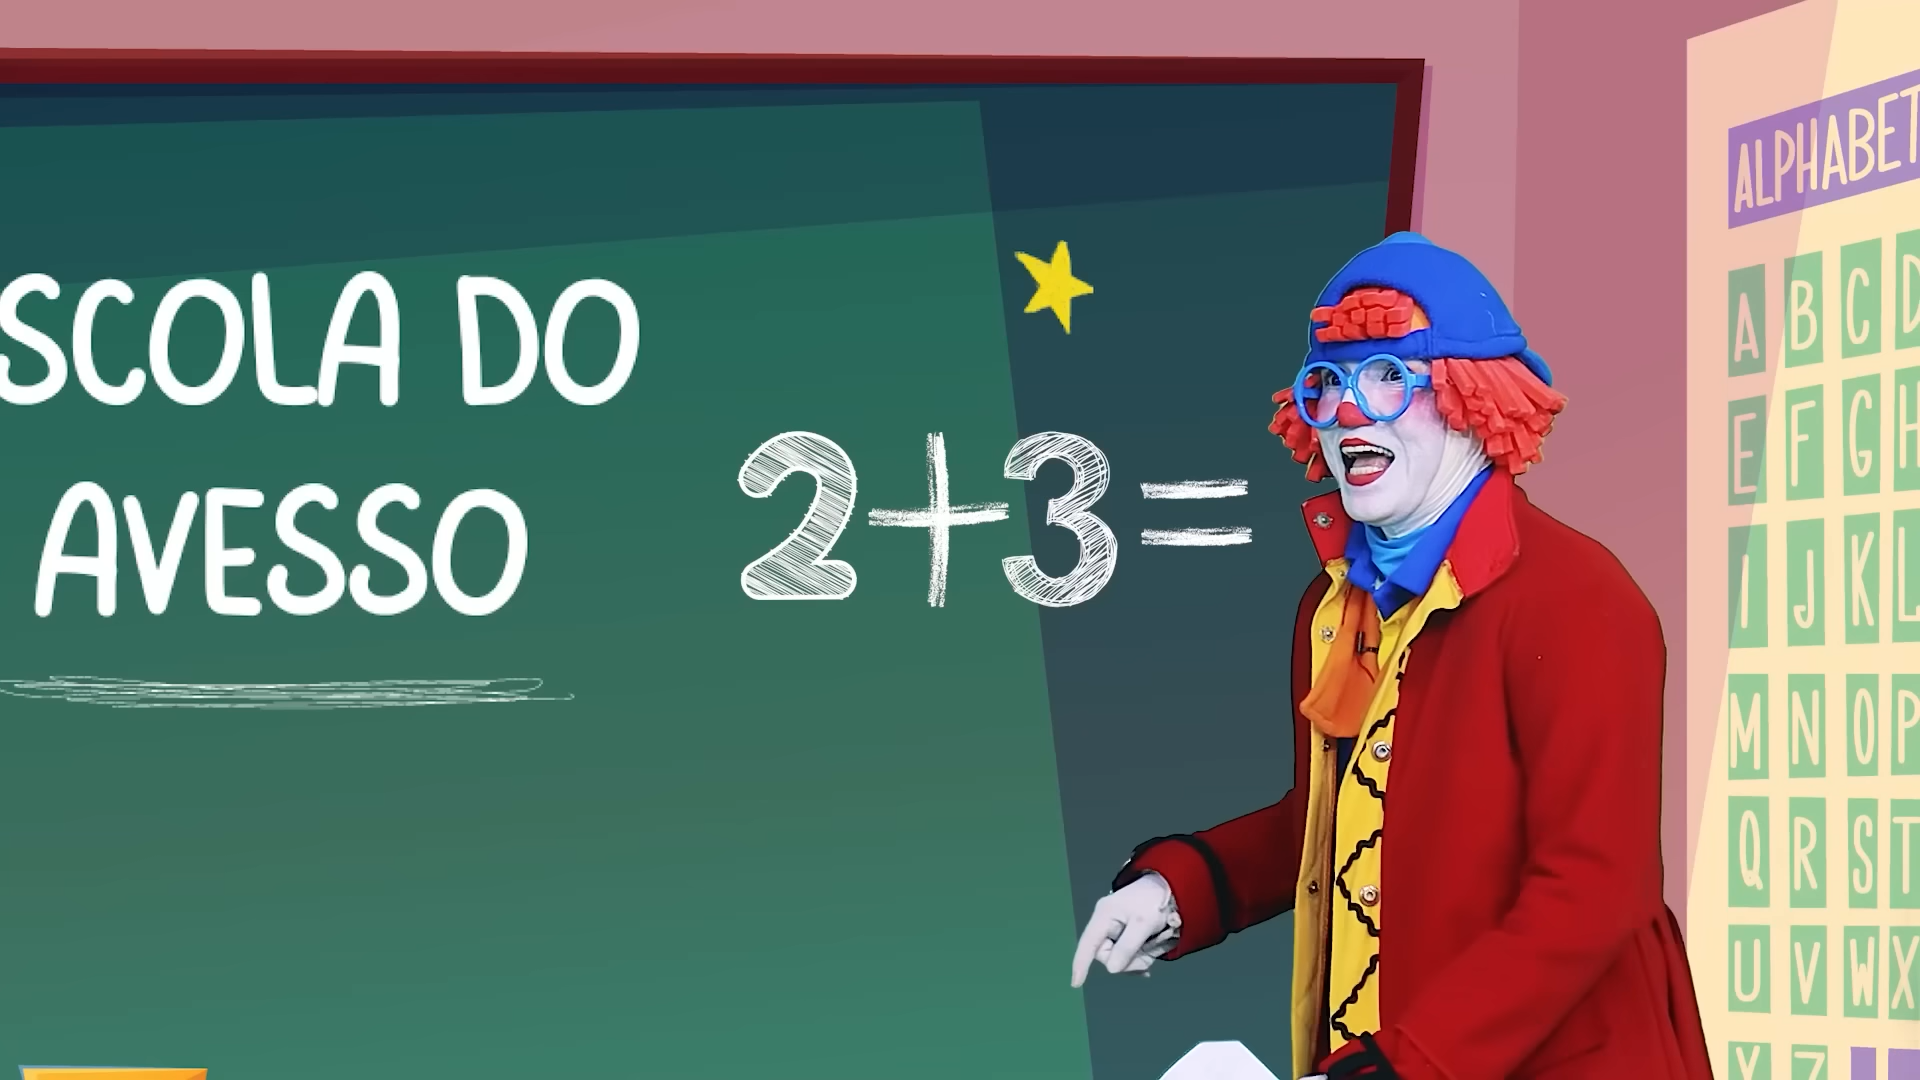 SCOLA DO
AVESSO
2+3=
ALPHABET
A B C D
E F G H
I J K L
M N O P
Q R S T
U V W X
Y Z